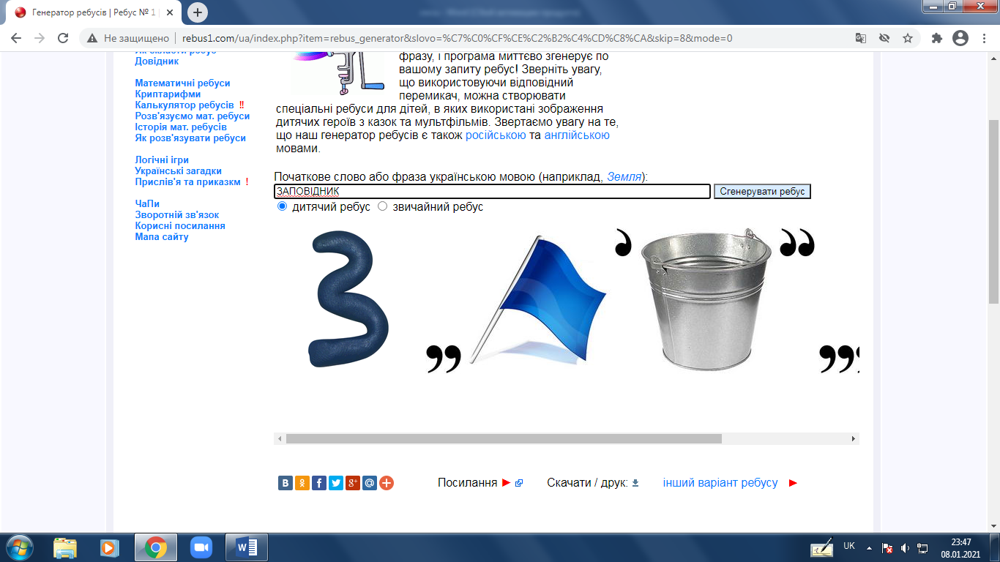 Генератор ребусів | Ребус № 1 |
Не защищено
rebus1.com/ua/index.php?item=rebus_generator&slovo=%C7%C0%CF%CE%C2%B2%C4%CD%C8%CA&skip=8&mode=0
Як скласти ребус
Довідник
Математичні ребуси
Криптарифми
Калькулятор ребусів !!
Розв'язуємо мат. ребуси
Історія мат. ребусів
Як розв'язувати ребуси
Логічні ігри
Українські загадки
Прислів'я та приказкм !
ЧаПи
Зворотній зв'язок
Корисні посилання
Мапа сайту
фразу, і програма миттєво згенерує по
вашому запиту ребус! Зверніть увагу,
що використовуючи відповідний
перемикач, можна створювати
спеціальні ребуси для дітей, в яких використані зображення
дитячих героїв з казок та мультфільмів. Звертаємо увагу на те,
що наш генератор ребусів є також російською та англійською
мовами.
Початкове слово або фраза українською мовою (наприклад, Земля):
ЗАПОВІДНИК
Сгенерувати ребус
дитячий ребус звичайний ребус
З
,,
,
,,
,,,
Посилання
Скачати / друк:
інший варіант ребусу
UK
23:47
08.01.2021